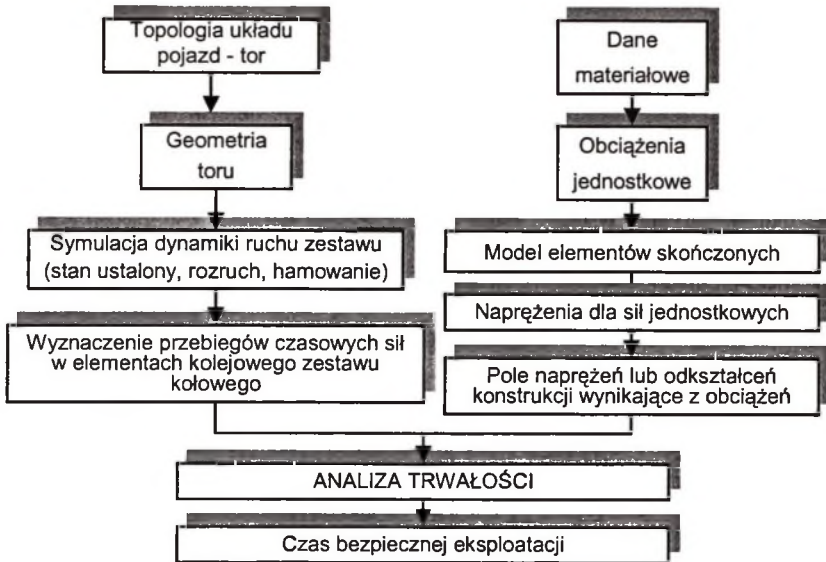 Topologia układu
pojazd - tor
Geometria
toru
Symulacja dynamiki ruchu zestawu
(stan ustalony, rozruch, hamowanie)
Wyznaczenie przebiegów czasowych sił
w elementach kolejowego zestawu
kołowego
Dane
materiałowe
Obciążenia
jednostkowe
Model elementów skończonych
Naprężenia dla sił jednostkowych
Pole naprężeń lub odkształceń
konstrukcji wynikające z obciążeń
ANALIZA TRWAŁOŚCI
Czas bezpiecznej eksploatacji